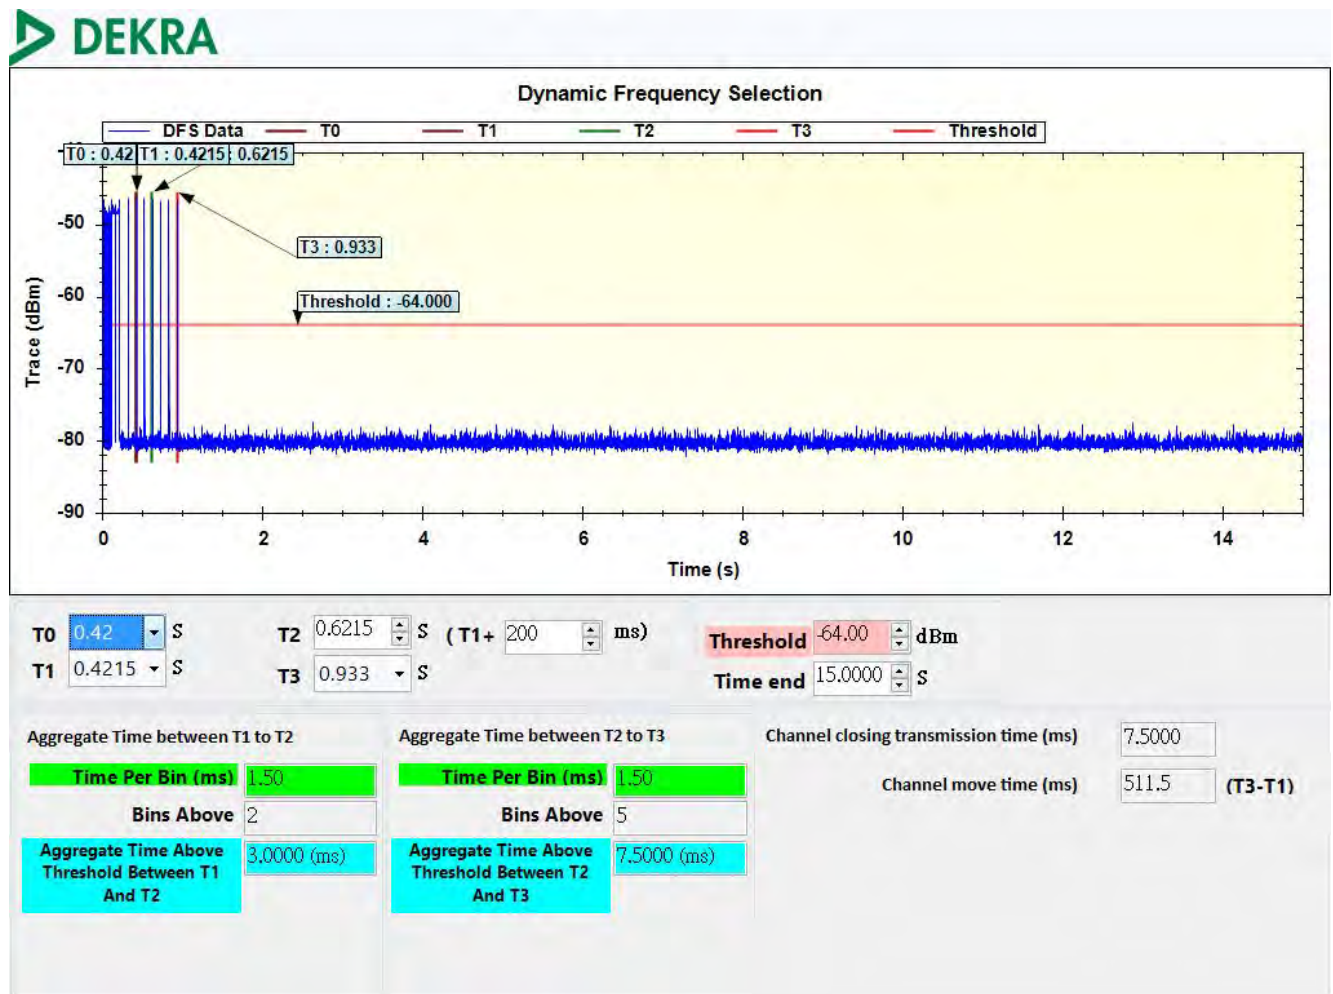 DEKRA
Dynamic Frequency Selection
DFS Data T0 T1 T2 T3 Threshold
T0 : 0.42 T1 : 0.4215 : 0.6215
T3 : 0.933
Threshold : -64.000
-50
-60
-70
-80
-90
Trace (dBm)
0 2 4 6 8 10 12 14
Time (s)
T0 0.42 S T2 0.6215 S ( T1+ 200 ms) Threshold -64.00 dBm
T1 0.4215 S T3 0.933 S Time end 15.0000 S
Aggregate Time between T1 to T2
Time Per Bin (ms) 1.50
Bins Above 2
Aggregate Time Above
Threshold Between T1
And T2
3.0000 (ms)
Aggregate Time between T2 to T3
Time Per Bin (ms) 1.50
Bins Above 5
Aggregate Time Above
Threshold Between T2
And T3
7.5000 (ms)
Channel closing transmission time (ms) 7.5000
Channel move time (ms) 511.5 (T3-T1)